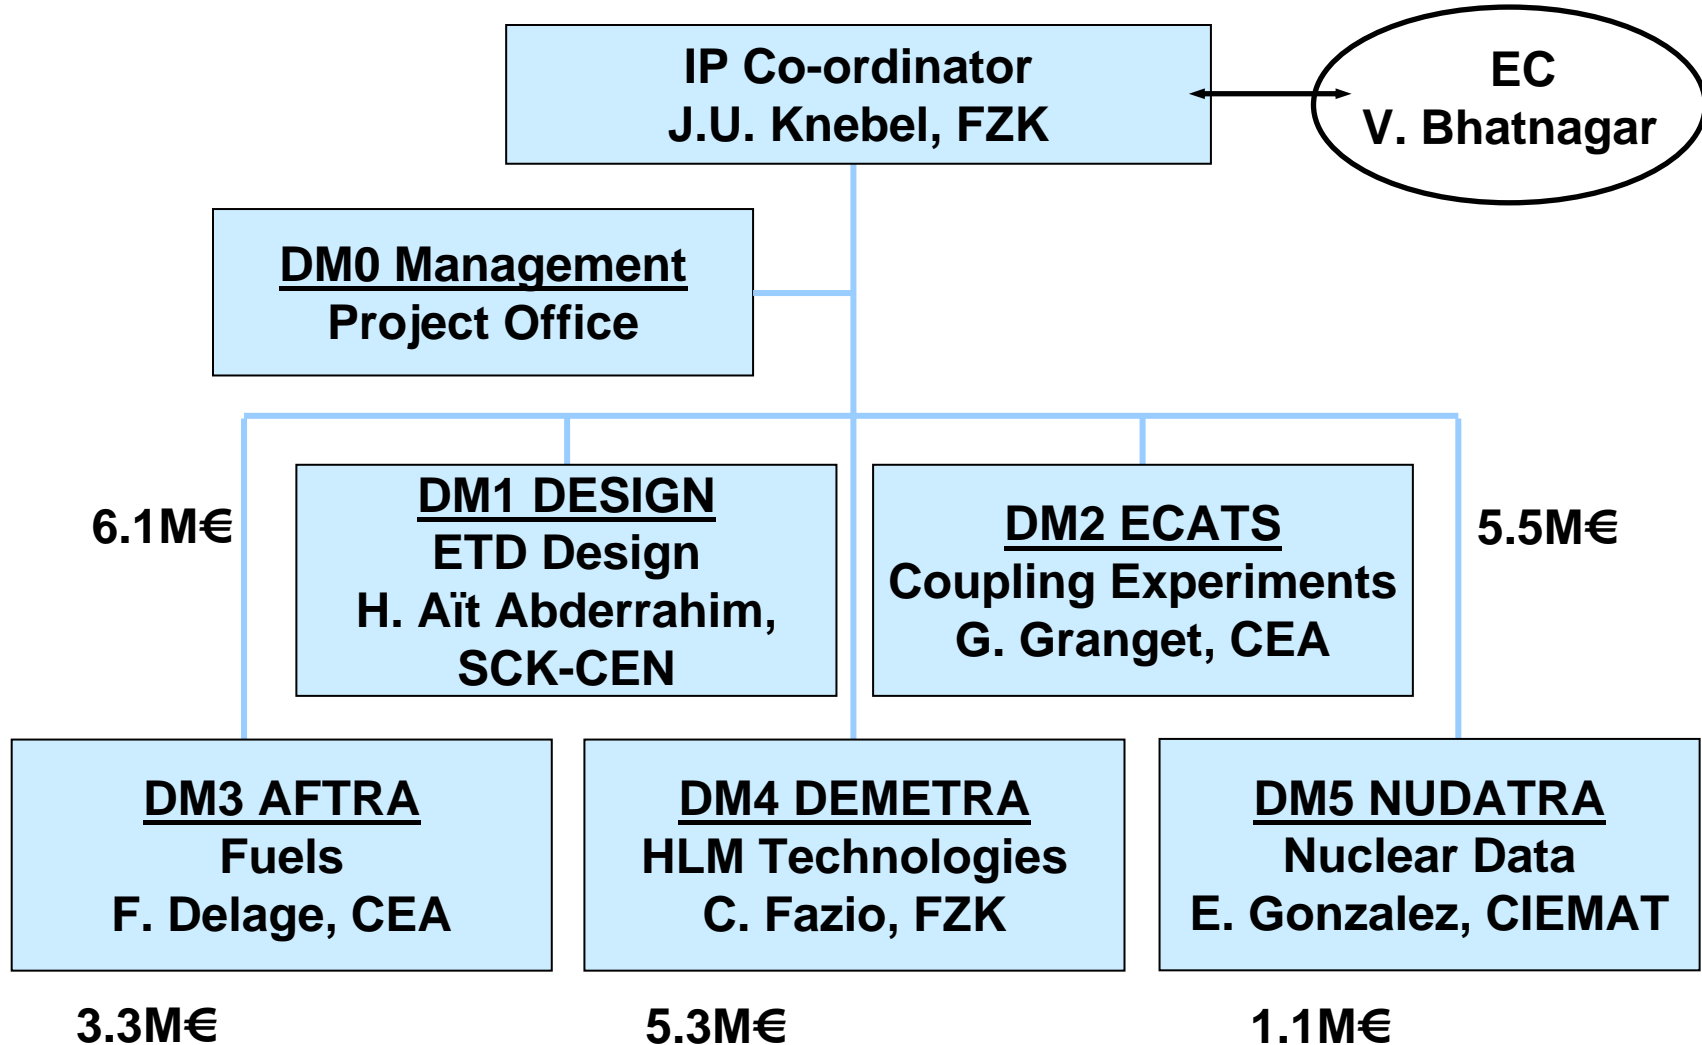 IP Co-ordinator
J.U. Knebel, FZK
EC
V. Bhatnagar
DM0 Management
Project Office
6.1M€
DM1 DESIGN
ETD Design
H. Aït Abderrahim,
SCK-CEN
DM2 ECATS
Coupling Experiments
G. Granget, CEA
5.5M€
DM3 AFTRA
Fuels
F. Delage, CEA
DM4 DEMETRA
HLM Technologies
C. Fazio, FZK
DM5 NUDATRA
Nuclear Data
E. Gonzalez, CIEMAT
3.3M€
5.3M€
1.1M€